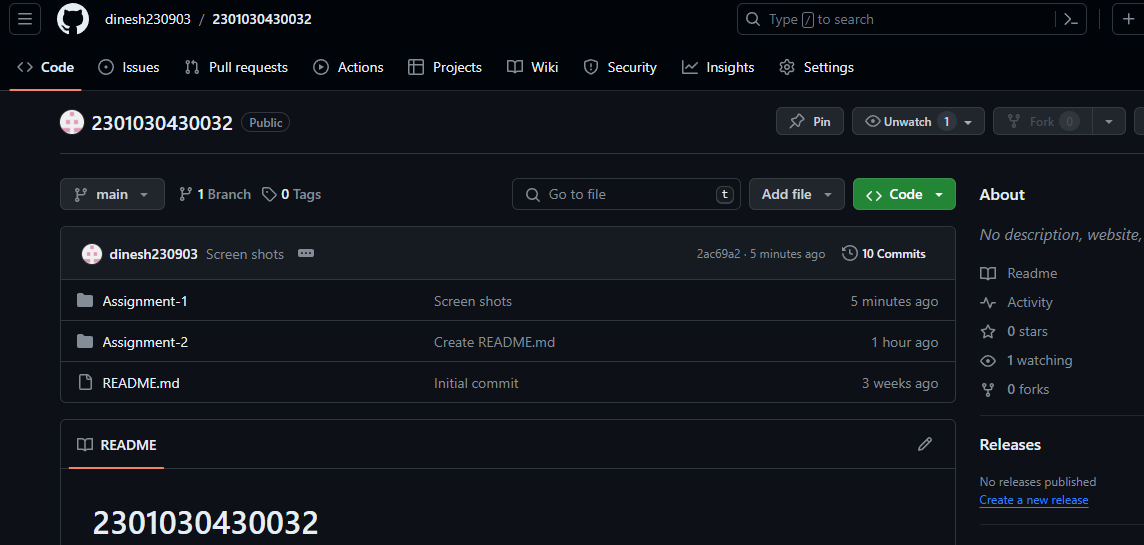 dinesh230903 / 2301030430032 Type / to search
Code Issues Pull requests Actions Projects Wiki Security Insights Settings
2301030430032 Public Pin Unwatch 1 Fork 0
main 1 Branch 0 Tags Go to file t Add file Code
About
No description, website,
dinesh230903 Screen shots 2ac69a2 · 5 minutes ago 10 Commits
Readme
Assignment-1 Screen shots 5 minutes ago
Activity
0 stars
Assignment-2 Create README.md 1 hour ago
1 watching
README.md Initial commit 3 weeks ago
0 forks
README
Releases
No releases published
Create a new release
2301030430032